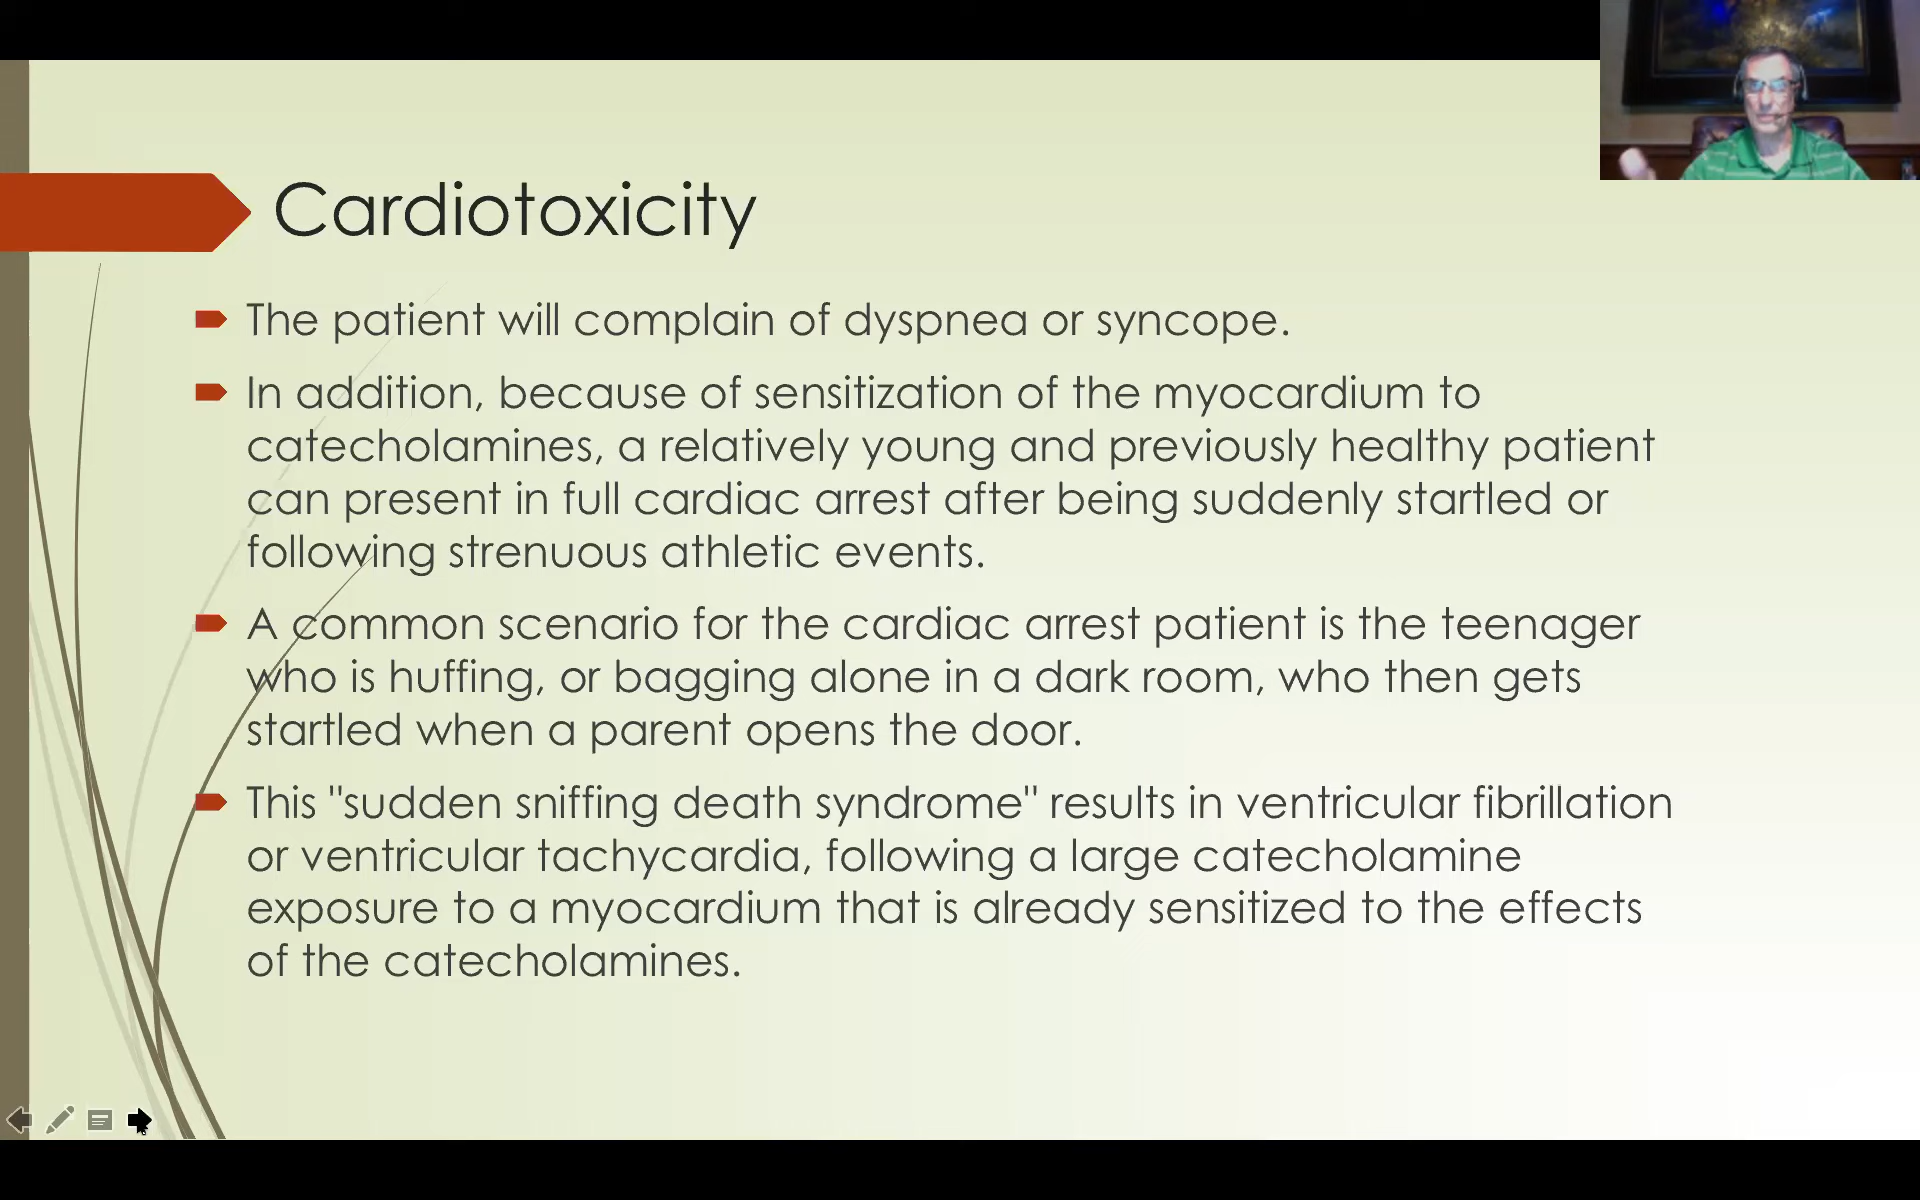 Cardiotoxicity
The patient will complain of dyspnea or syncope.
In addition, because of sensitization of the myocardium to
catecholamines, a relatively young and previously healthy patient
can present in full cardiac arrest after being suddenly startled or
following strenuous athletic events.
A common scenario for the cardiac arrest patient is the teenager
who is huffing, or bagging alone in a dark room, who then gets
startled when a parent opens the door.
This "sudden sniffing death syndrome" results in ventricular fibrillation
or ventricular tachycardia, following a large catecholamine
exposure to a myocardium that is already sensitized to the effects
of the catecholamines.